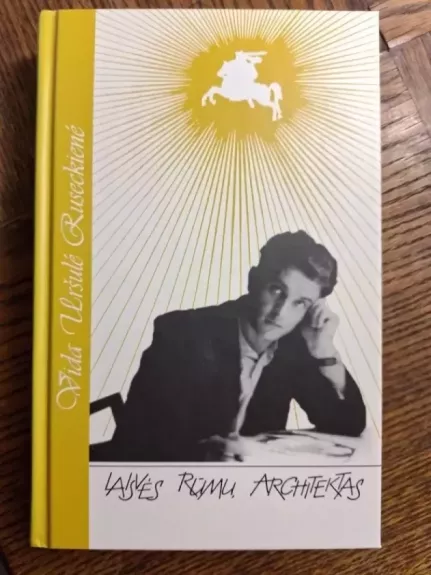 Vida Uršulė Ruseckienė
LAISVĖS RŪMŲ ARCHITEKTAS